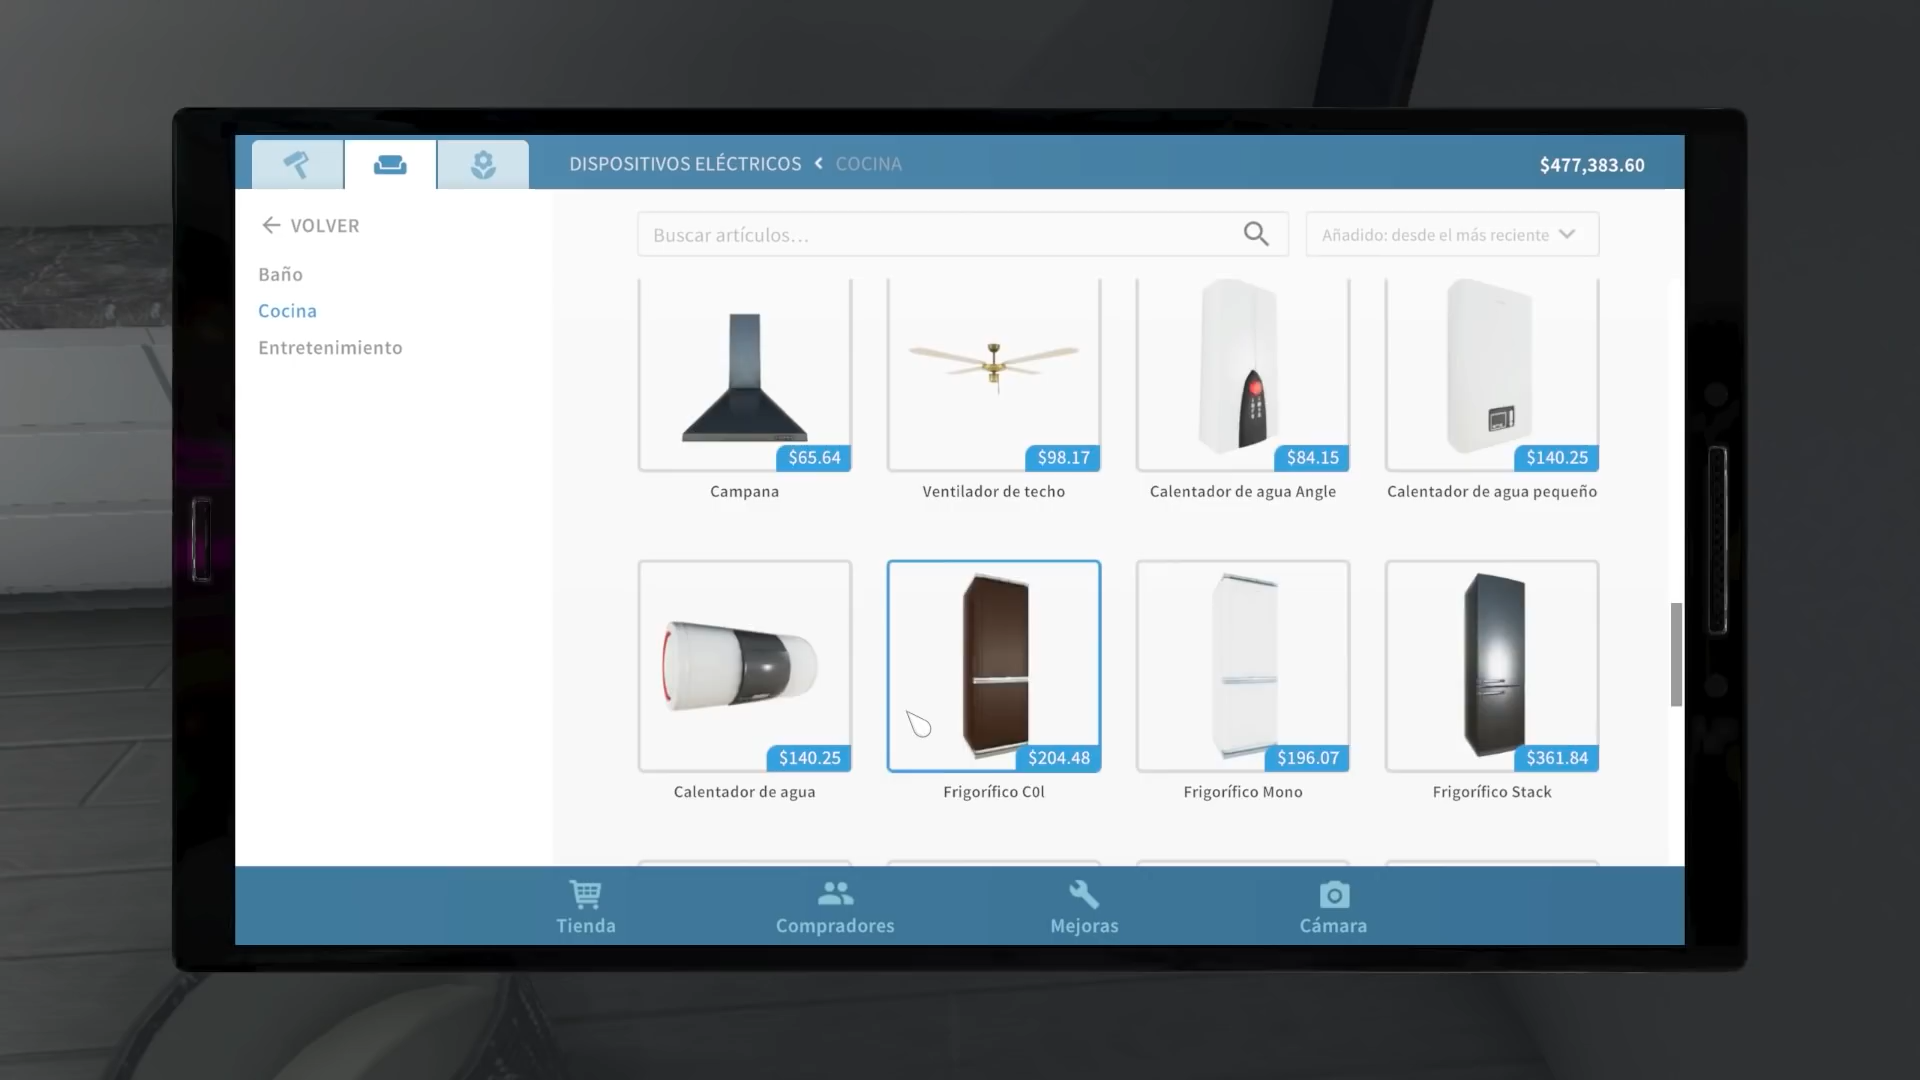 DISPOSITIVOS ELÉCTRICOS
COCINA
$477,383.60
VOLVER
Baño
Cocina
Entretenimiento
Buscar artículos...
Añadido: desde el más reciente
$65.64
$98.17
$84.15
$140.25
Campana
Ventilador de techo
Calentador de agua Angle
Calentador de agua pequeño
$140.25
$204.48
$196.07
$361.84
Calentador de agua
Frigorífico C0l
Frigorífico Mono
Frigorífico Stack
Tienda
Compradores
Mejoras
Cámara